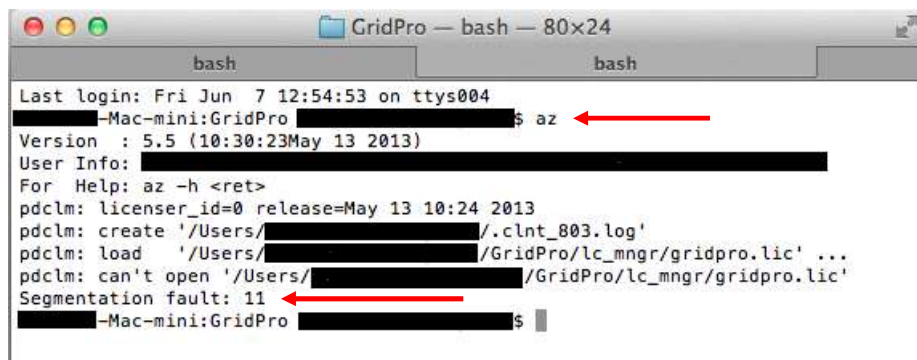 GridPro — bash — 80×24
bash bash
Last login: Fri Jun  7 12:54:53 on ttys004
-Mac-mini:GridPro $ az
Version  : 5.5 (10:30:23May 13 2013)
User Info:
For  Help: az -h <ret>
pdclm: licenser_id=0 release=May 13 10:24 2013
pdclm: create '/Users/ /.clnt_803.log'
pdclm: load   '/Users/ /GridPro/lc_mngr/gridpro.lic' ...
pdclm: can't open '/Users/ /GridPro/lc_mngr/gridpro.lic'
Segmentation fault: 11
-Mac-mini:GridPro $